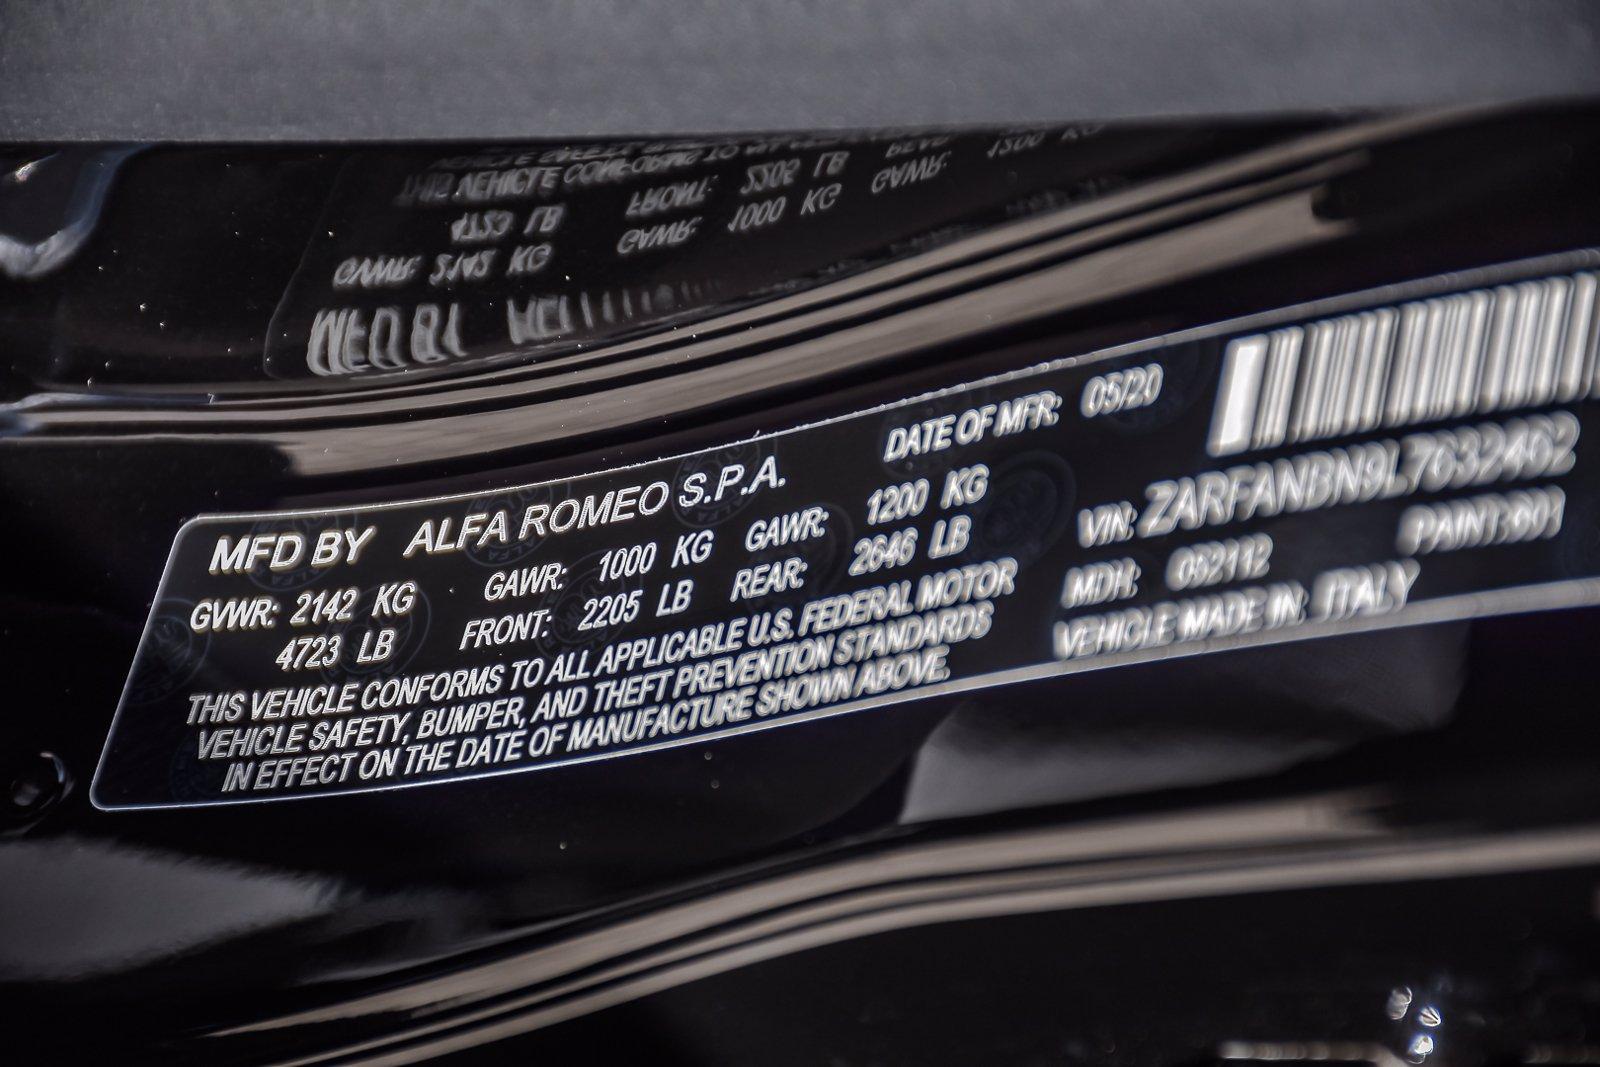 MFD BY ALFA ROMEO S.P.A. DATE OF MFR: 05/20
GVWR: 2142 KG GAWR: 1000 KG GAWR: 1200 KG
4723 LB FRONT: 2205 LB REAR: 2646 LB
THIS VEHICLE CONFORMS TO ALL APPLICABLE U.S. FEDERAL MOTOR
VEHICLE SAFETY, BUMPER, AND THEFT PREVENTION STANDARDS
IN EFFECT ON THE DATE OF MANUFACTURE SHOWN ABOVE.
VIN: ZARFANBN9L7632462
MDH: 052112 PAINT:601
VEHICLE MADE IN: ITALY